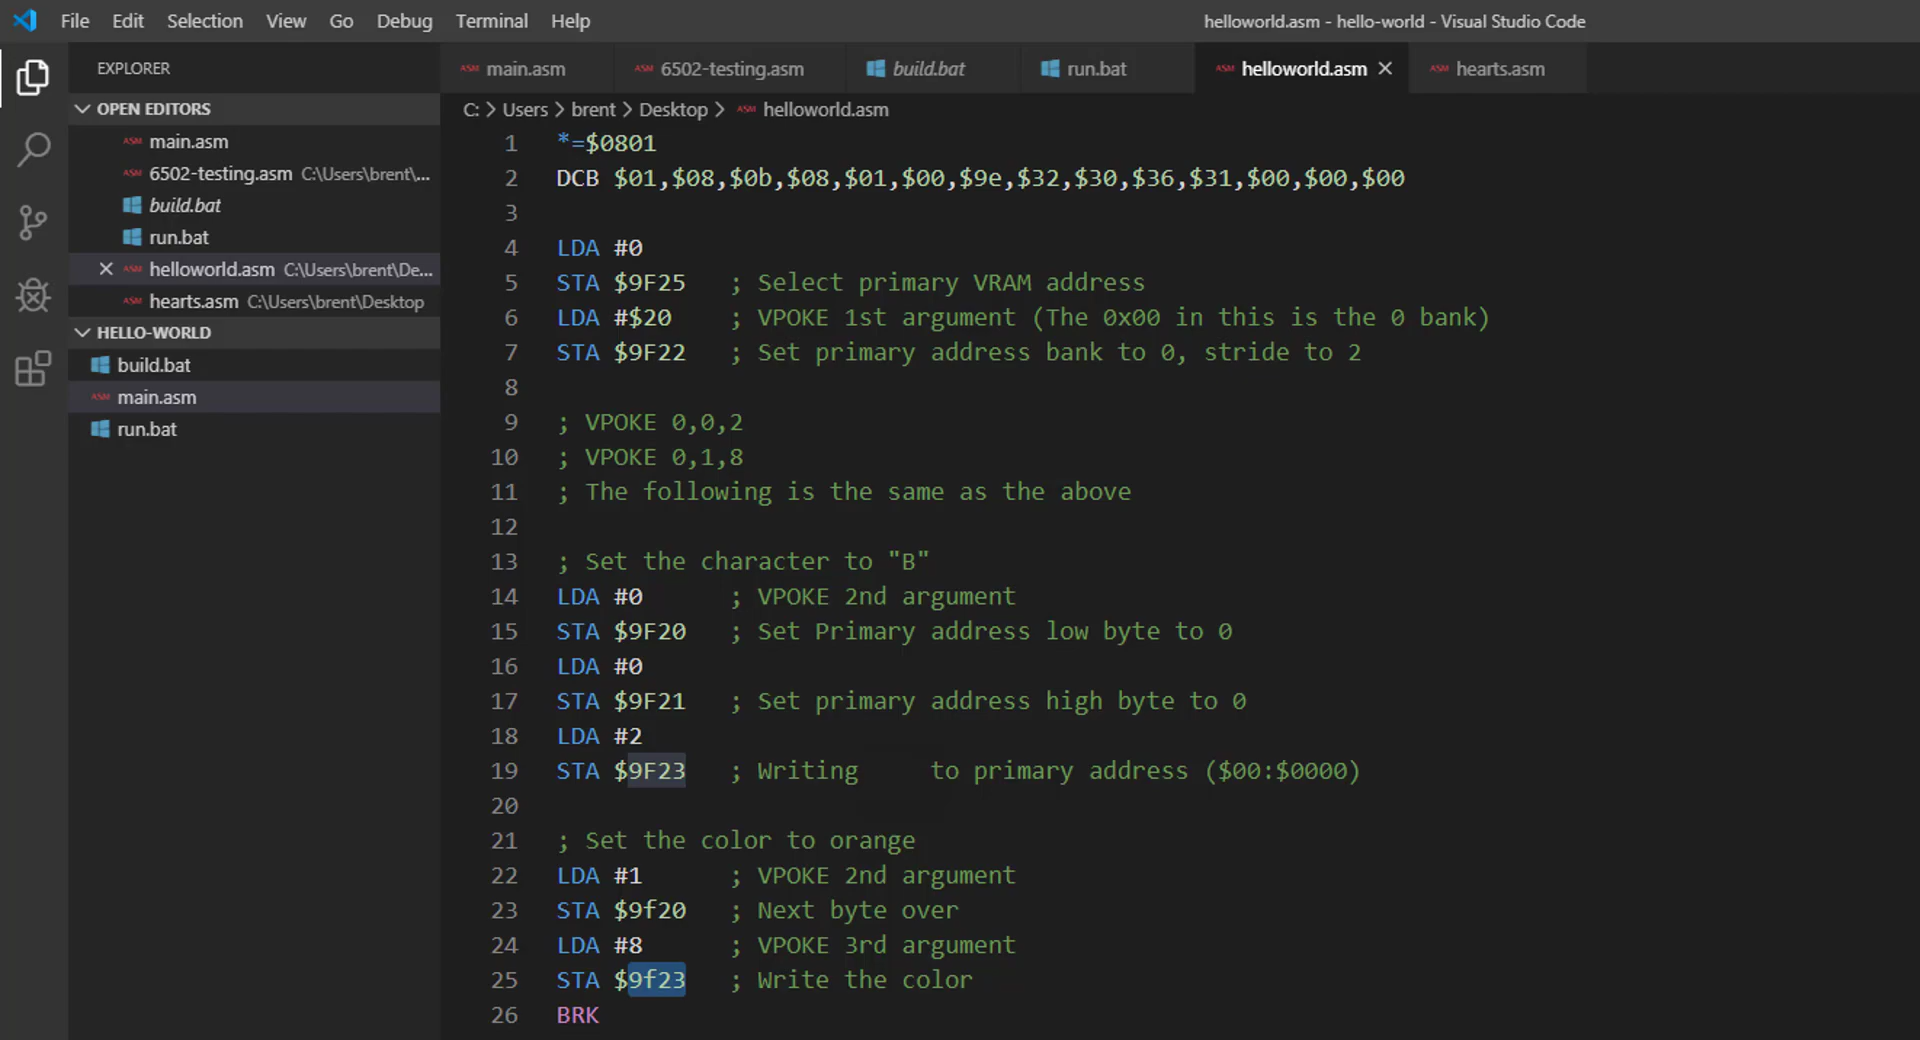 File Edit Selection View Go Debug Terminal Help
helloworld.asm - hello-world - Visual Studio Code
EXPLORER
OPEN EDITORS
ASM main.asm
ASM 6502-testing.asm C:\Users\brent\...
build.bat
run.bat
ASM helloworld.asm C:\Users\brent\De...
ASM hearts.asm C:\Users\brent\Desktop
HELLO-WORLD
build.bat
ASM main.asm
run.bat
ASM main.asm ASM 6502-testing.asm build.bat run.bat ASM helloworld.asm ASM hearts.asm
C: > Users > brent > Desktop > ASM helloworld.asm
1 *=$0801
2 DCB $01,$08,$0b,$08,$01,$00,$9e,$32,$30,$36,$31,$00,$00,$00
3
4 LDA #0
5 STA $9F25 ; Select primary VRAM address
6 LDA #$20 ; VPOKE 1st argument (The 0x00 in this is the 0 bank)
7 STA $9F22 ; Set primary address bank to 0, stride to 2
8
9 ; VPOKE 0,0,2
10 ; VPOKE 0,1,8
11 ; The following is the same as the above
12
13 ; Set the character to "B"
14 LDA #0 ; VPOKE 2nd argument
15 STA $9F20 ; Set Primary address low byte to 0
16 LDA #0
17 STA $9F21 ; Set primary address high byte to 0
18 LDA #2
19 STA $9F23 ; Writing to primary address ($00:$0000)
20
21 ; Set the color to orange
22 LDA #1 ; VPOKE 2nd argument
23 STA $9f20 ; Next byte over
24 LDA #8 ; VPOKE 3rd argument
25 STA $9f23 ; Write the color
26 BRK